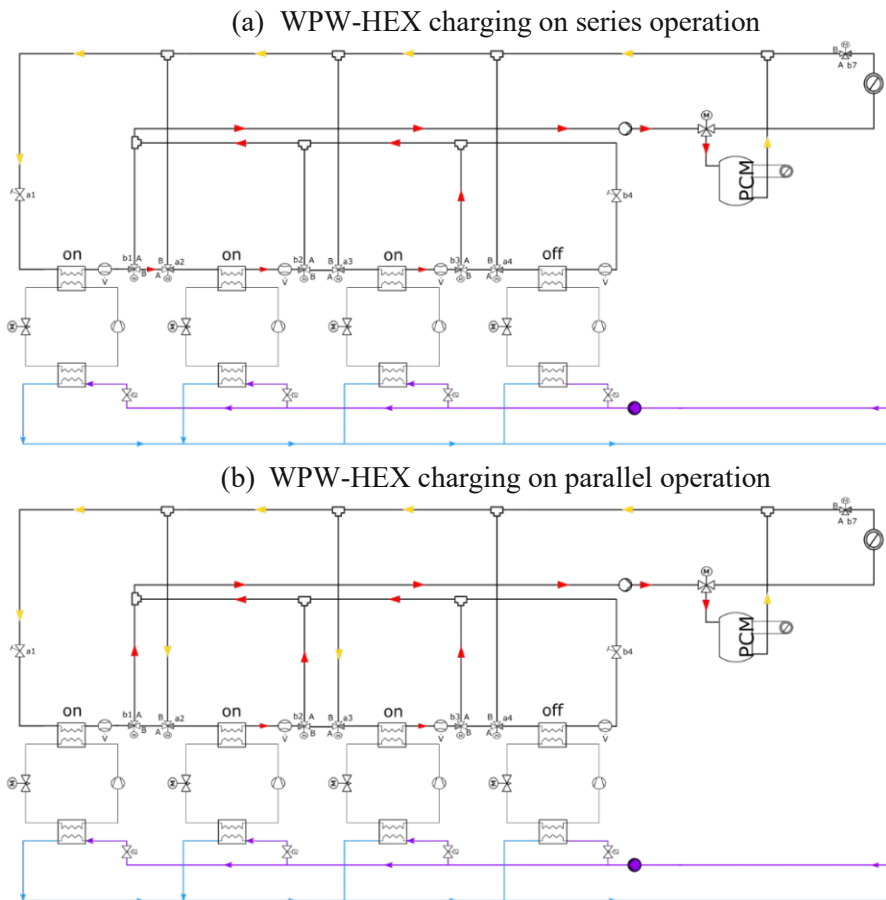 (a) WPW-HEX charging on series operation
B
A b7
M
PCM
a1
b4
on on on off
b1 A B a2 b2 A B a3 b3 A B a4
B A B A B A
V̇ V̇ V̇
M M M M
(b) WPW-HEX charging on parallel operation
B
A b7
M
PCM
a1
b4
on on on off
b1 A B a2 b2 A B a3 b3 A B a4
B A B A B A
V̇ V̇ V̇
M M M M